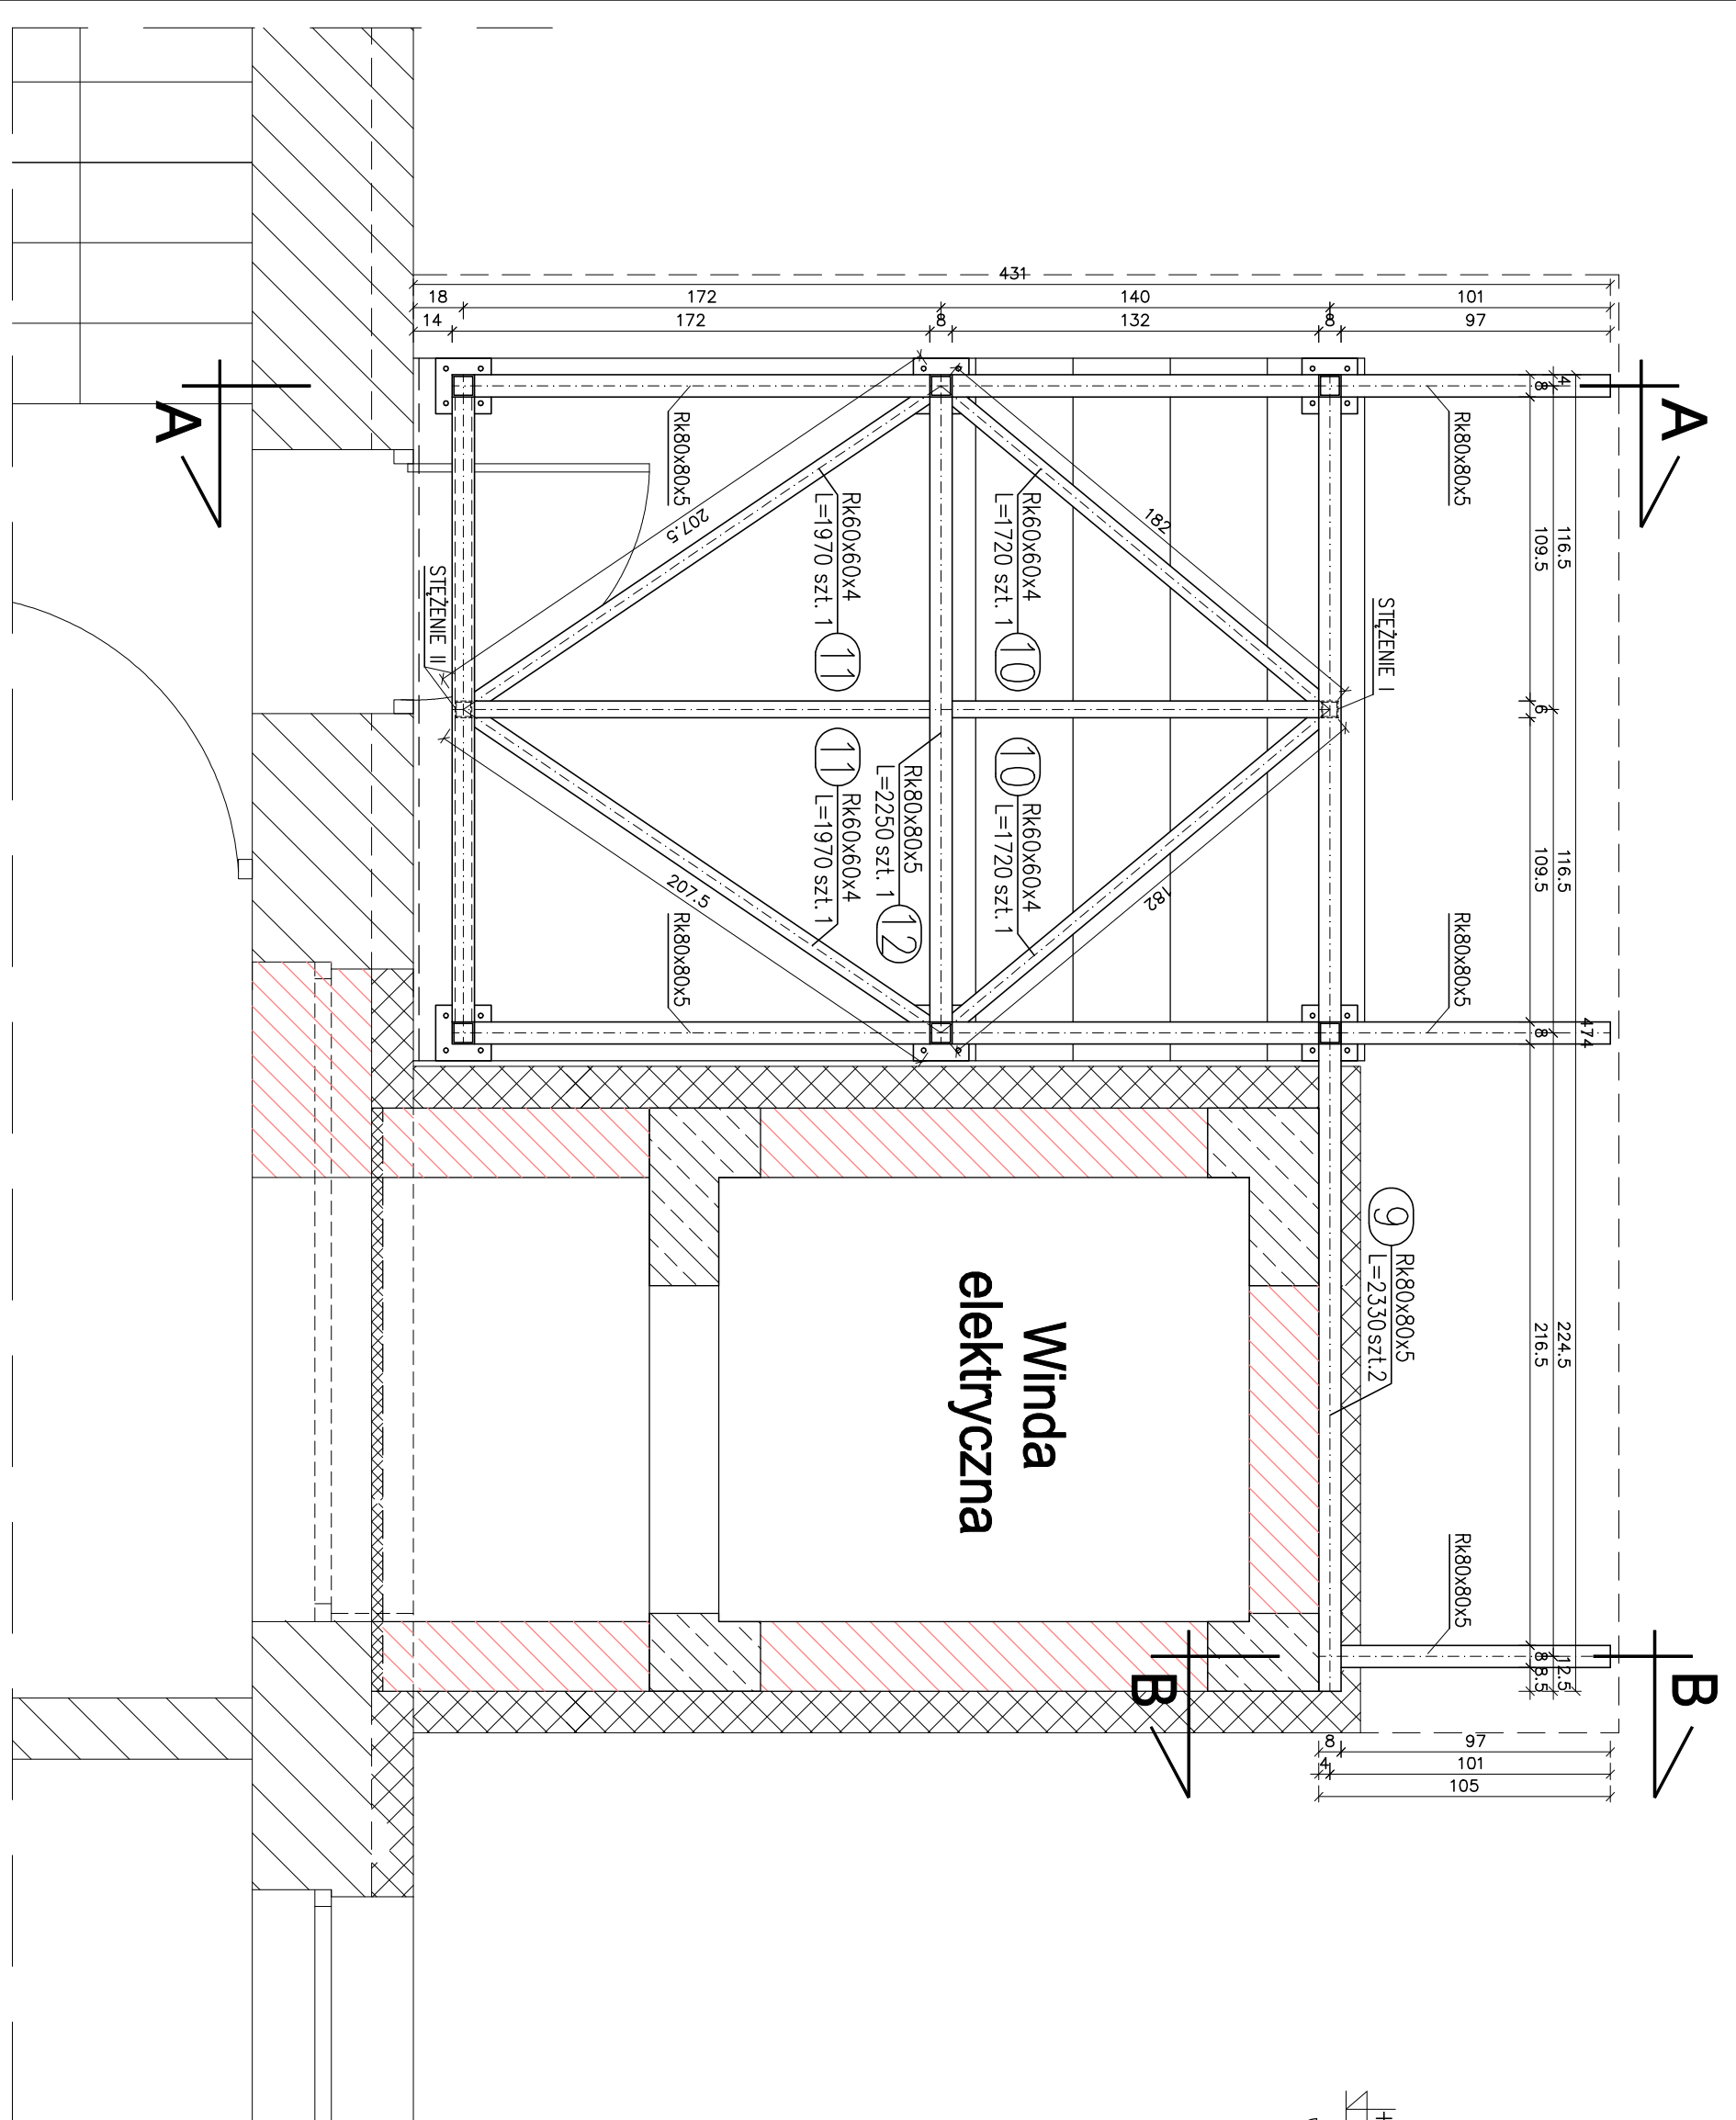 431
18
172
140
101
14
172
8
132
8
97
A
A
4
8
Rk80x80x5
Rk80x80x5
116.5
109.5
207.5
182
Rk60x60x4
L=1970 szt. 1
11
Rk60x60x4
L=1720 szt. 1
10
STĘŻENIE II
STĘŻENIE I
6
11
Rk60x60x4
L=1970 szt.1
10
Rk60x60x4
L=1720 szt.1
Rk80x80x5
L=2250 szt. 1
12
116.5
109.5
207.5
182
Rk80x80x5
Rk80x80x5
8
474
9
Rk80x80x5
L=2330szt.2
224.5
216.5
Winda
elektryczna
Rk80x80x5
12.5
8
8.5
B
B
8
97
4
101
105